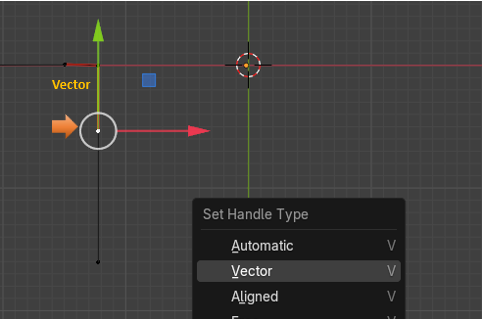 Vector
Set Handle Type
Automatic V
Vector V
Aligned V